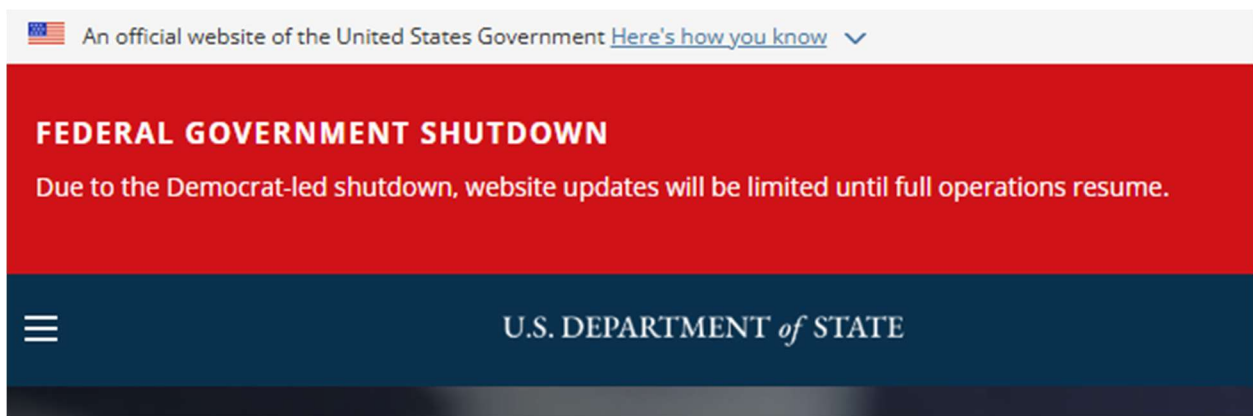 An official website of the United States Government Here's how you know
FEDERAL GOVERNMENT SHUTDOWN
Due to the Democrat-led shutdown, website updates will be limited until full operations resume.
U.S. DEPARTMENT of STATE